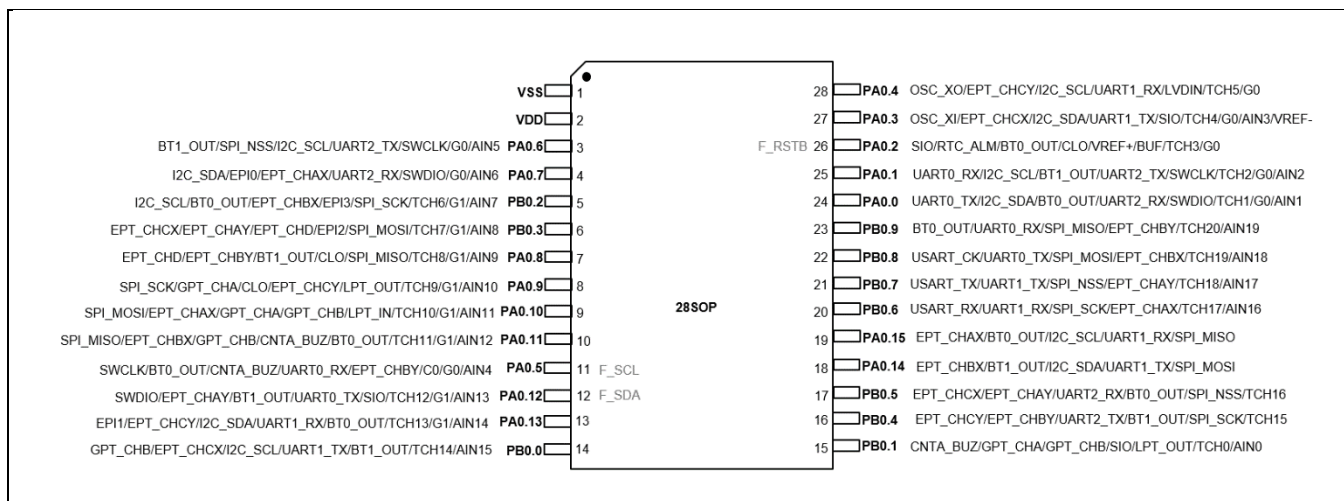 VSS 1
VDD 2
BT1_OUT/SPI_NSS/I2C_SCL/UART2_TX/SWCLK/G0/AIN5 PA0.6 3
I2C_SDA/EPI0/EPT_CHAX/UART2_RX/SWDIO/G0/AIN6 PA0.7 4
I2C_SCL/BT0_OUT/EPT_CHBX/EPI3/SPI_SCK/TCH6/G1/AIN7 PB0.2 5
EPT_CHCX/EPT_CHAY/EPT_CHD/EPI2/SPI_MOSI/TCH7/G1/AIN8 PB0.3 6
EPT_CHD/EPT_CHBY/BT1_OUT/CLO/SPI_MISO/TCH8/G1/AIN9 PA0.8 7
SPI_SCK/GPT_CHA/CLO/EPT_CHCY/LPT_OUT/TCH9/G1/AIN10 PA0.9 8
SPI_MOSI/EPT_CHAX/GPT_CHA/GPT_CHB/LPT_IN/TCH10/G1/AIN11 PA0.10 9
SPI_MISO/EPT_CHBX/GPT_CHB/CNTA_BUZ/BT0_OUT/TCH11/G1/AIN12 PA0.11 10
SWCLK/BT0_OUT/CNTA_BUZ/UART0_RX/EPT_CHBY/C0/G0/AIN4 PA0.5 11 F_SCL
SWDIO/EPT_CHAY/BT1_OUT/UART0_TX/SIO/TCH12/G1/AIN13 PA0.12 12 F_SDA
EPI1/EPT_CHCY/I2C_SDA/UART1_RX/BT0_OUT/TCH13/G1/AIN14 PA0.13 13
GPT_CHB/EPT_CHCX/I2C_SCL/UART1_TX/BT1_OUT/TCH14/AIN15 PB0.0 14
28SOP
28 PA0.4 OSC_XO/EPT_CHCY/I2C_SCL/UART1_RX/LVDIN/TCH5/G0
27 PA0.3 OSC_XI/EPT_CHCX/I2C_SDA/UART1_TX/SIO/TCH4/G0/AIN3/VREF-
F_RSTB 26 PA0.2 SIO/RTC_ALM/BT0_OUT/CLO/VREF+/BUF/TCH3/G0
25 PA0.1 UART0_RX/I2C_SCL/BT1_OUT/UART2_TX/SWCLK/TCH2/G0/AIN2
24 PA0.0 UART0_TX/I2C_SDA/BT0_OUT/UART2_RX/SWDIO/TCH1/G0/AIN1
23 PB0.9 BT0_OUT/UART0_RX/SPI_MISO/EPT_CHBY/TCH20/AIN19
22 PB0.8 USART_CK/UART0_TX/SPI_MOSI/EPT_CHBX/TCH19/AIN18
21 PB0.7 USART_TX/UART1_TX/SPI_NSS/EPT_CHAY/TCH18/AIN17
20 PB0.6 USART_RX/UART1_RX/SPI_SCK/EPT_CHAX/TCH17/AIN16
19 PA0.15 EPT_CHAX/BT0_OUT/I2C_SCL/UART1_RX/SPI_MISO
18 PA0.14 EPT_CHBX/BT1_OUT/I2C_SDA/UART1_TX/SPI_MOSI
17 PB0.5 EPT_CHCX/EPT_CHAY/UART2_RX/BT0_OUT/SPI_NSS/TCH16
16 PB0.4 EPT_CHCY/EPT_CHBY/UART2_TX/BT1_OUT/SPI_SCK/TCH15
15 PB0.1 CNTA_BUZ/GPT_CHA/GPT_CHB/SIO/LPT_OUT/TCH0/AIN0